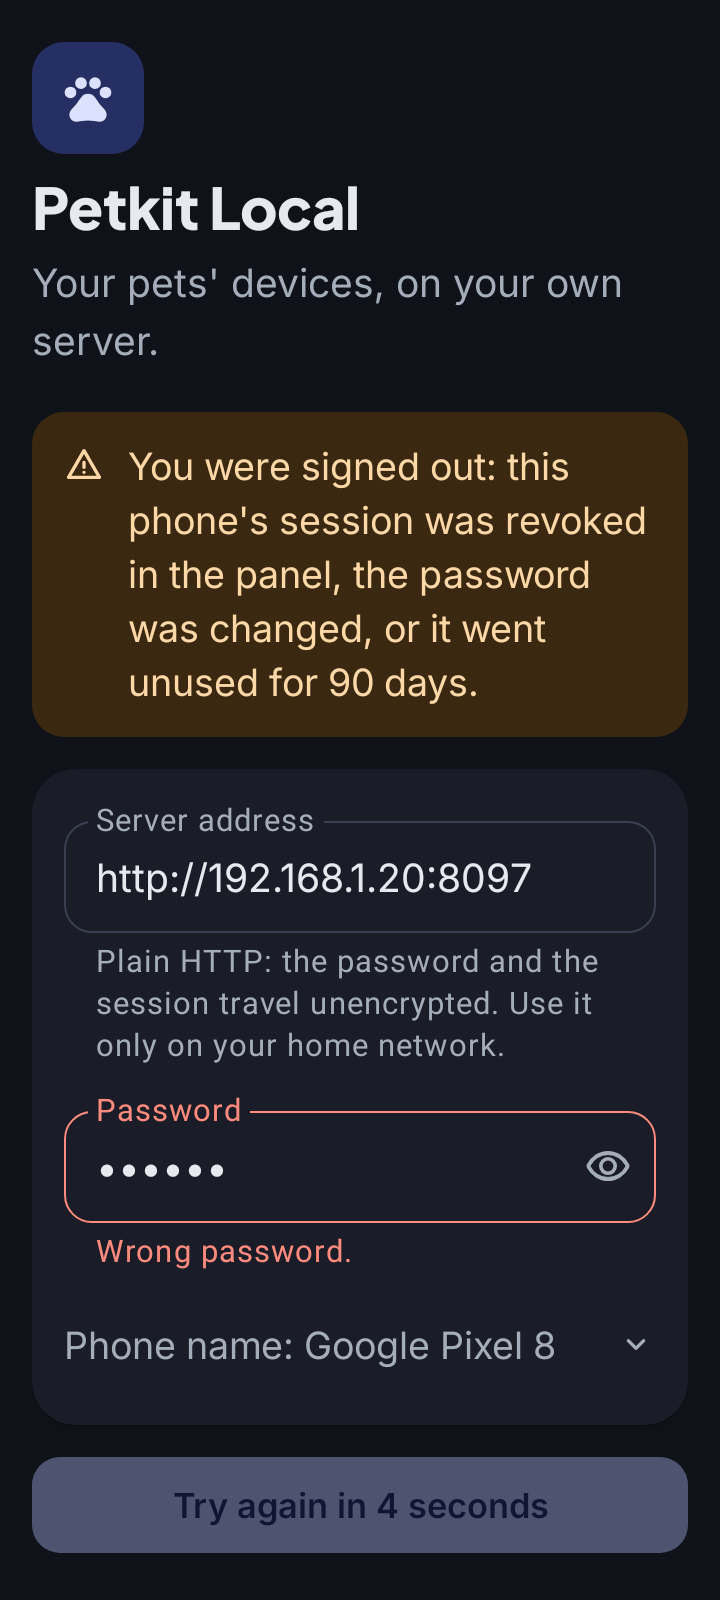 Petkit Local
Your pets' devices, on your own
server.
You were signed out: this
phone's session was revoked
in the panel, the password
was changed, or it went
unused for 90 days.
Server address
http://192.168.1.20:8097
Plain HTTP: the password and the
session travel unencrypted. Use it
only on your home network.
Password
••••••
Wrong password.
Phone name: Google Pixel 8
Try again in 4 seconds